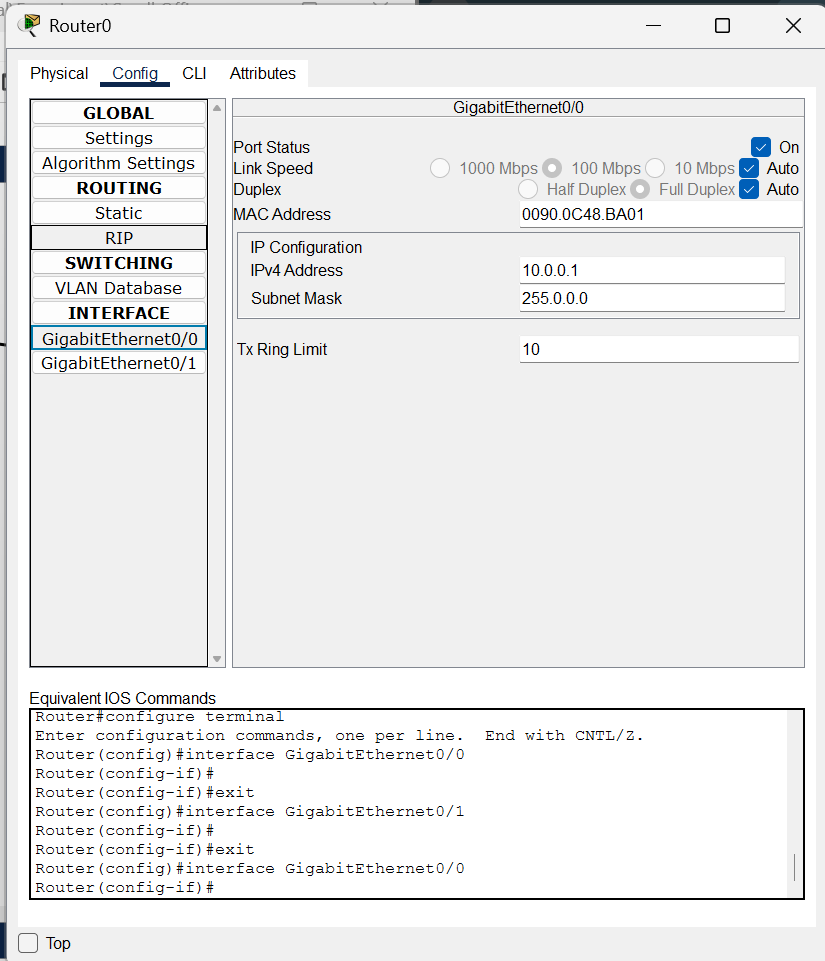 Router0
Physical Config CLI Attributes
GLOBAL
Settings
Algorithm Settings
ROUTING
Static
RIP
SWITCHING
VLAN Database
INTERFACE
GigabitEthernet0/0
GigabitEthernet0/1
GigabitEthernet0/0
Port Status On
Link Speed 1000 Mbps 100 Mbps 10 Mbps Auto
Duplex Half Duplex Full Duplex Auto
MAC Address 0090.0C48.BA01
IP Configuration
IPv4 Address 10.0.0.1
Subnet Mask 255.0.0.0
Tx Ring Limit 10
Equivalent IOS Commands
Router#configure terminal
Enter configuration commands, one per line.  End with CNTL/Z.
Router(config)#interface GigabitEthernet0/0
Router(config-if)#
Router(config-if)#exit
Router(config)#interface GigabitEthernet0/1
Router(config-if)#
Router(config-if)#exit
Router(config)#interface GigabitEthernet0/0
Router(config-if)#
Top